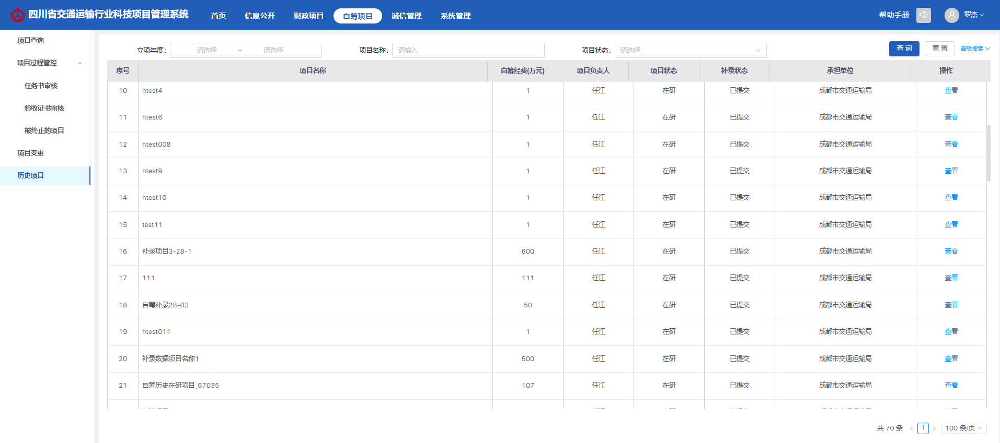 四川省交通运输行业科技项目管理系统 首页 信息公开 财政项目 自筹项目 诚信管理 系统管理 帮助手册 罗杰
项目查询
项目过程管控
任务书审核
验收证书审核
被终止的项目
项目变更
历史项目
立项年度: 请选择 ~ 请选择 项目名称: 请输入 项目状态: 请选择 查 询 重 置 高级搜索
序号 项目名称 自筹经费(万元) 项目负责人 项目状态 补录状态 承担单位 操作
10 htest4 1 任江 在研 已提交 成都市交通运输局 查看
11 htest6 1 任江 在研 已提交 成都市交通运输局 查看
12 htest008 1 任江 在研 已提交 成都市交通运输局 查看
13 htest9 1 任江 在研 已提交 成都市交通运输局 查看
14 htest10 1 任江 在研 已提交 成都市交通运输局 查看
15 test11 1 任江 在研 已提交 成都市交通运输局 查看
16 补录项目3-28-1 600 任江 在研 已提交 成都市交通运输局 查看
17 111 111 任江 在研 已提交 成都市交通运输局 查看
18 自筹补录28-03 50 任江 在研 已提交 成都市交通运输局 查看
19 htest011 1 任江 在研 已提交 成都市交通运输局 查看
20 补录数据项目名称1 500 任江 在研 已提交 成都市交通运输局 查看
21 自筹历史在研项目_67035 107 任江 在研 已提交 成都市交通运输局 查看
共 70 条 < 1 > 100 条/页